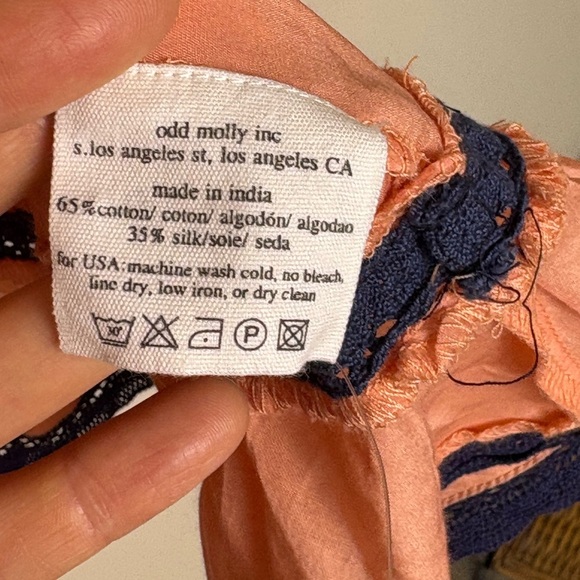 odd molly inc
s.los angeles st, los angeles CA
made in india
65%cotton/ coton/ algodón/ algodao
35% silk/soie/ seda
for USA:machine wash cold, no bleach,
line dry, low iron, or dry clean
30° P